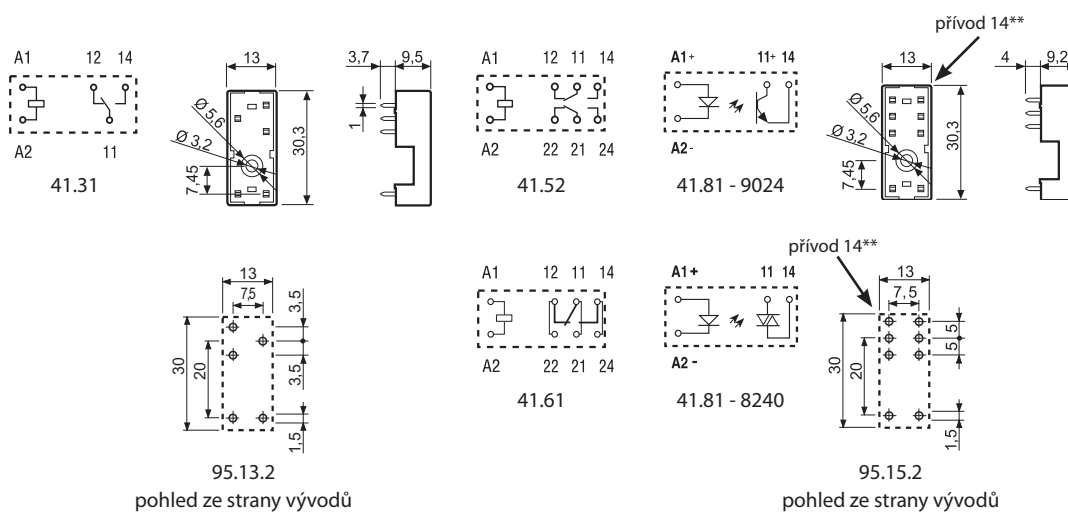 přívod 14**
A1 12 14
A2 11
41.31
13
Ø 5,6
Ø 3,2
7,45
30,3
3,7 9,5
1
A1 12 11 14
A2 22 21 24
41.52
A1+ 11+ 14
A2-
41.81 - 9024
13
Ø 5,6
Ø 3,2
7,45
30,3
4 9,2
13
7,5
3,5
30
20
3,5
1,5
95.13.2
pohled ze strany vývodů
A1 12 11 14
A2 22 21 24
41.61
A1+ 11 14
A2 -
41.81 - 8240
přívod 14**
13
7,5
5
30
20
5
1,5
95.15.2
pohled ze strany vývodů